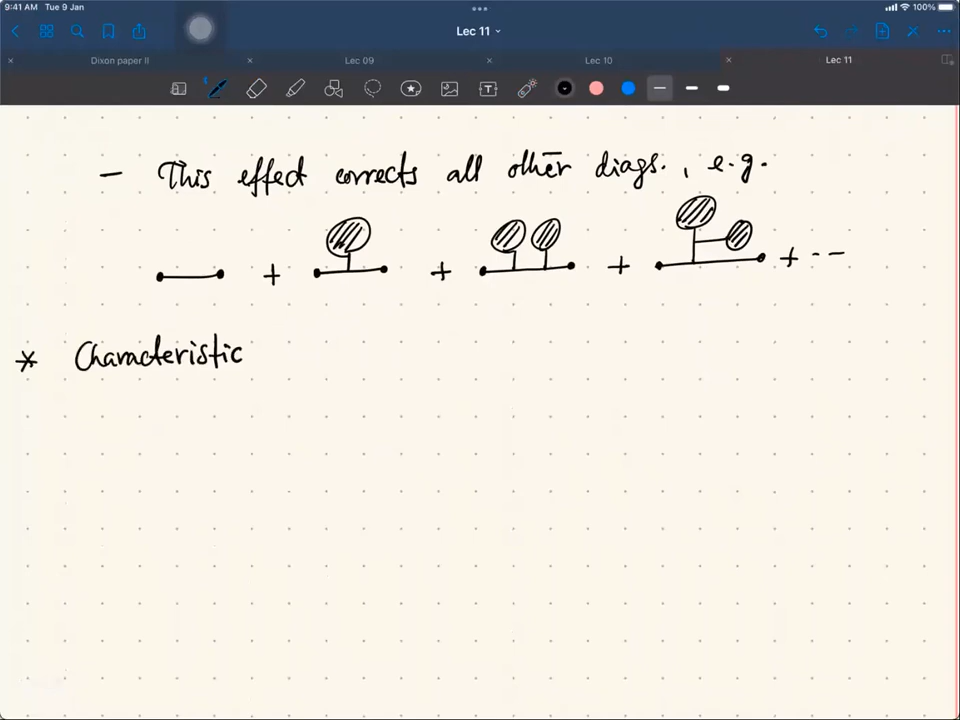 9:41 AM Tue 9 Jan
100%
Lec 11
Dixon paper II
Lec 09
Lec 10
Lec 11
- This effect corrects all other diags., e.g.
+ + + + ---
* Characteristic